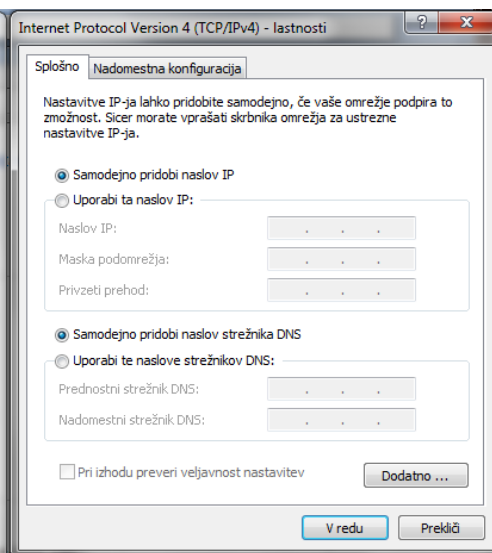 Internet Protocol Version 4 (TCP/IPv4) - lastnosti
Splošno
Nadomestna konfiguracija
Nastavitve IP-ja lahko pridobite samodejno, če vaše omrežje podpira to
zmožnost. Sicer morate vprašati skrbnika omrežja za ustrezne
nastavitve IP-ja.
Samodejno pridobi naslov IP
Uporabi ta naslov IP:
Naslov IP:
Maska podomrežja:
Privzeti prehod:
Samodejno pridobi naslov strežnika DNS
Uporabi te naslove strežnikov DNS:
Prednostni strežnik DNS:
Nadomestni strežnik DNS:
Pri izhodu preveri veljavnost nastavitev
Dodatno ...
V redu
Prekliči